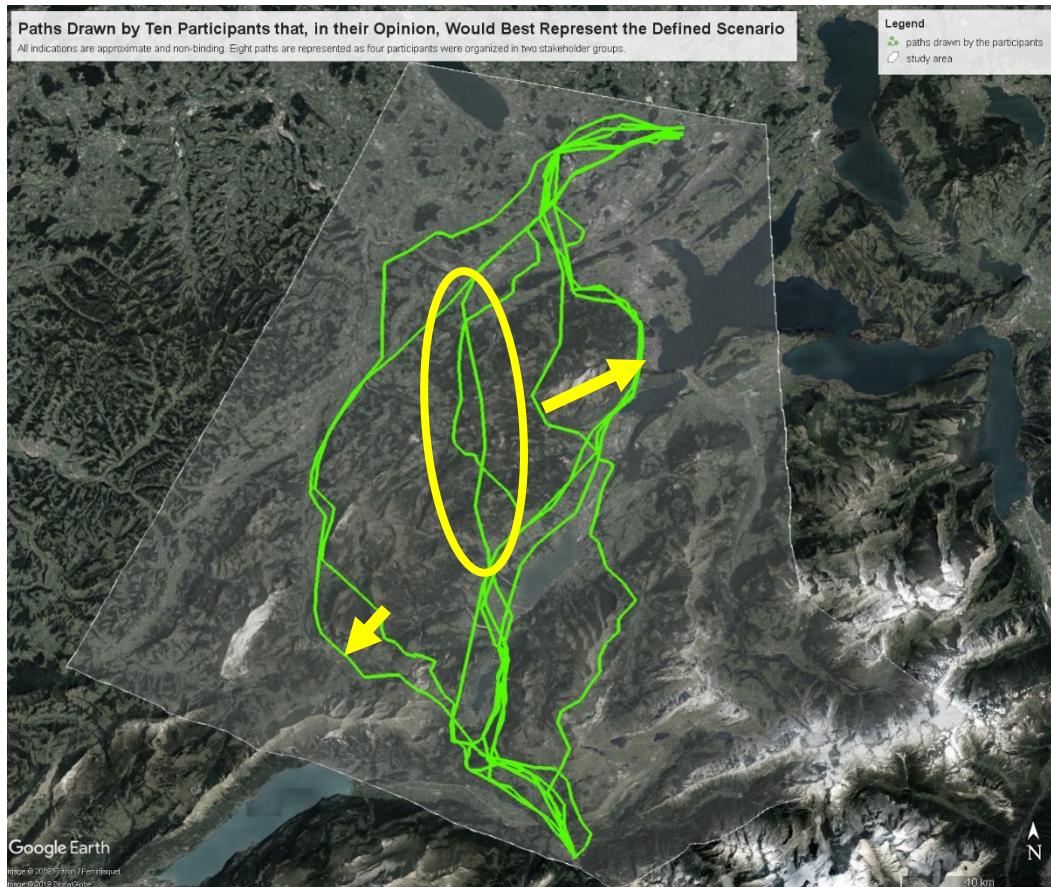 Paths Drawn by Ten Participants that, in their Opinion, Would Best Represent the Defined Scenario
All indications are approximate and non-binding. Eight paths are represented as four participants were organized in two stakeholder groups.
Legend
paths drawn by the participants
study area
Google Earth
N
10 km